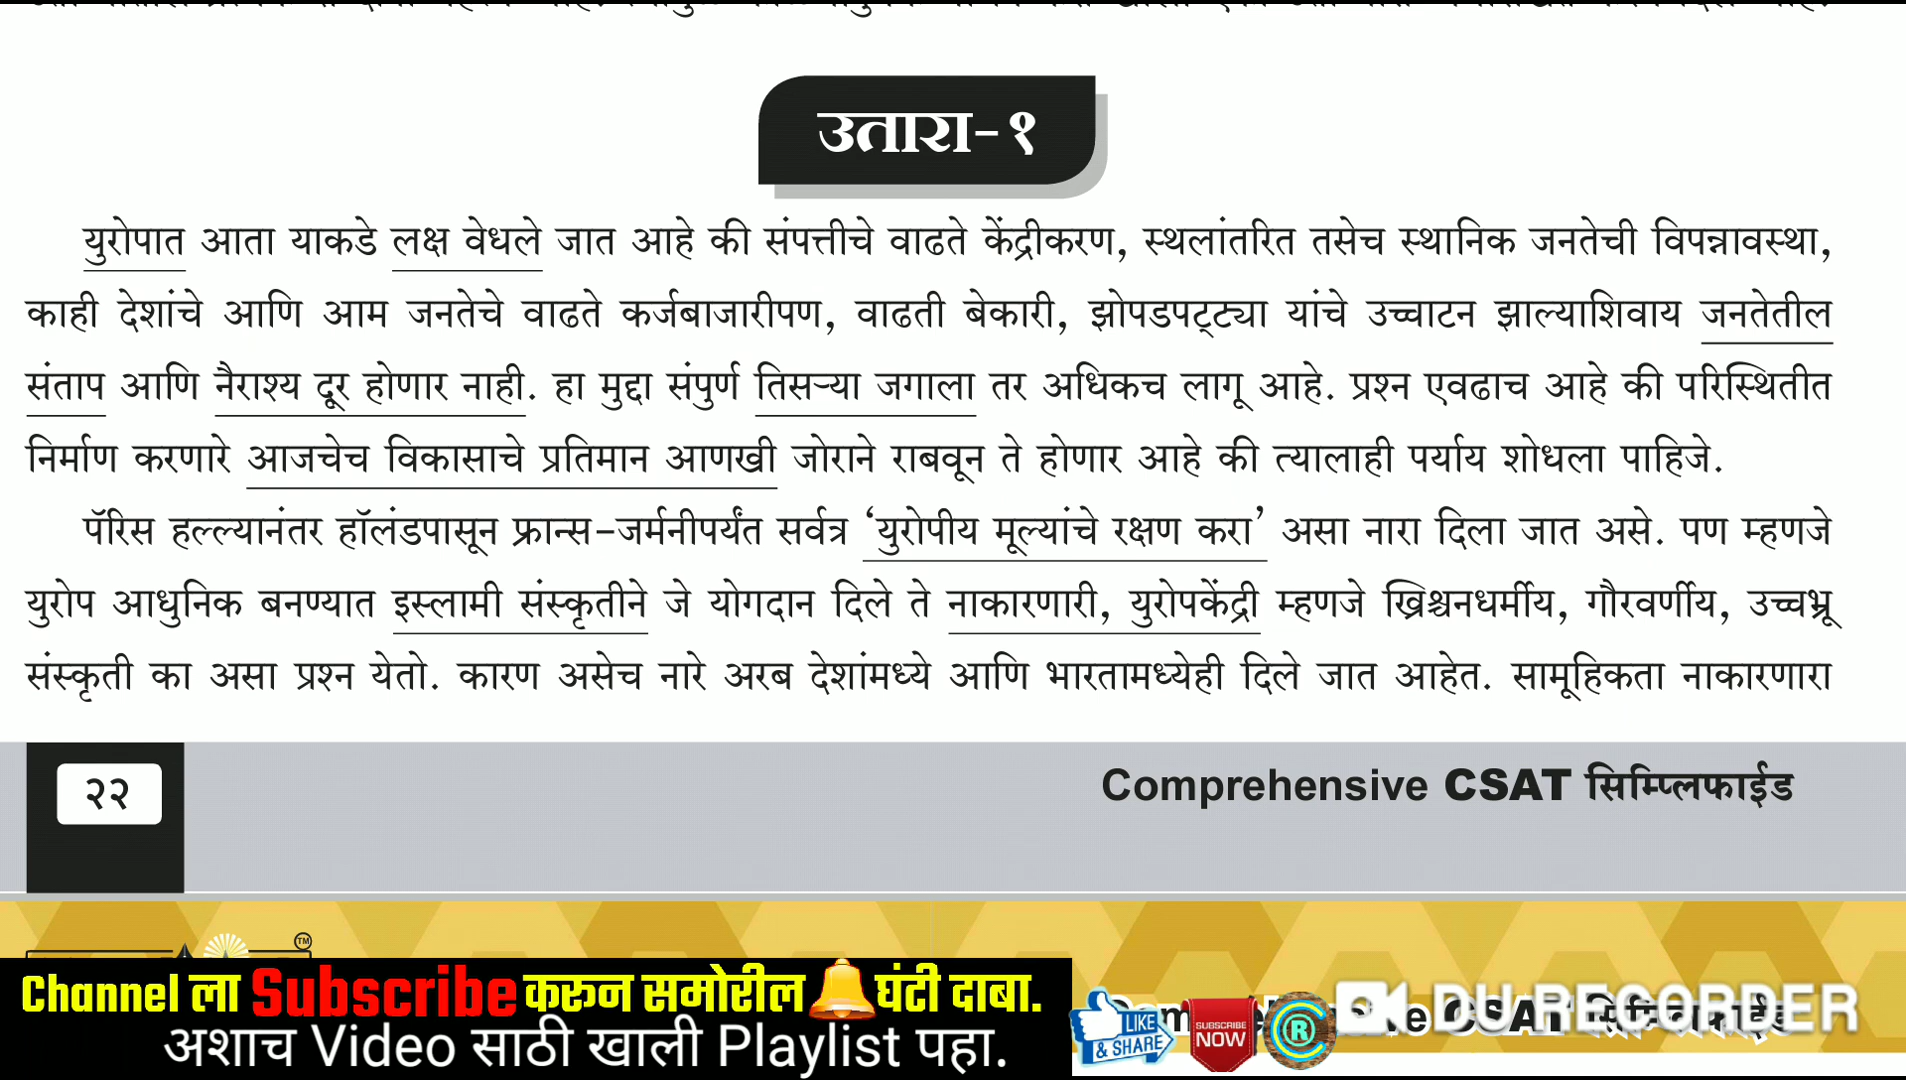 उतारा-१
युरोपात आता याकडे लक्ष वेधले जात आहे की संपत्तीचे वाढते केंद्रीकरण, स्थलांतरित तसेच स्थानिक जनतेची विपन्नावस्था,
काही देशांचे आणि आम जनतेचे वाढते कर्जबाजारीपण, वाढती बेकारी, झोपडपट्ट्या यांचे उच्चाटन झाल्याशिवाय जनतेतील
संताप आणि नैराश्य दूर होणार नाही. हा मुद्दा संपुर्ण तिसऱ्या जगाला तर अधिकच लागू आहे. प्रश्न एवढाच आहे की परिस्थितीत
निर्माण करणारे आजचेच विकासाचे प्रतिमान आणखी जोराने राबवून ते होणार आहे की त्यालाही पर्याय शोधला पाहिजे.
पॅरिस हल्ल्यानंतर हॉलंडपासून फ्रान्स-जर्मनीपर्यंत सर्वत्र ‘युरोपीय मूल्यांचे रक्षण करा’ असा नारा दिला जात असे. पण म्हणजे
युरोप आधुनिक बनण्यात इस्लामी संस्कृतीने जे योगदान दिले ते नाकारणारी, युरोपकेंद्री म्हणजे ख्रिश्चनधर्मीय, गौरवर्णीय, उच्चभ्रू
संस्कृती का असा प्रश्न येतो. कारण असेच नारे अरब देशांमध्ये आणि भारतामध्येही दिले जात आहेत. सामूहिकता नाकारणारा
२२
Comprehensive CSAT सिम्प्लिफाईड
TM
Channel ला Subscribe करून समोरील घंटी दाबा.
अशाच Video साठी खाली Playlist पहा.
LIKE
& SHARE
SUBSCRIBE
NOW
®
DU RECORDER